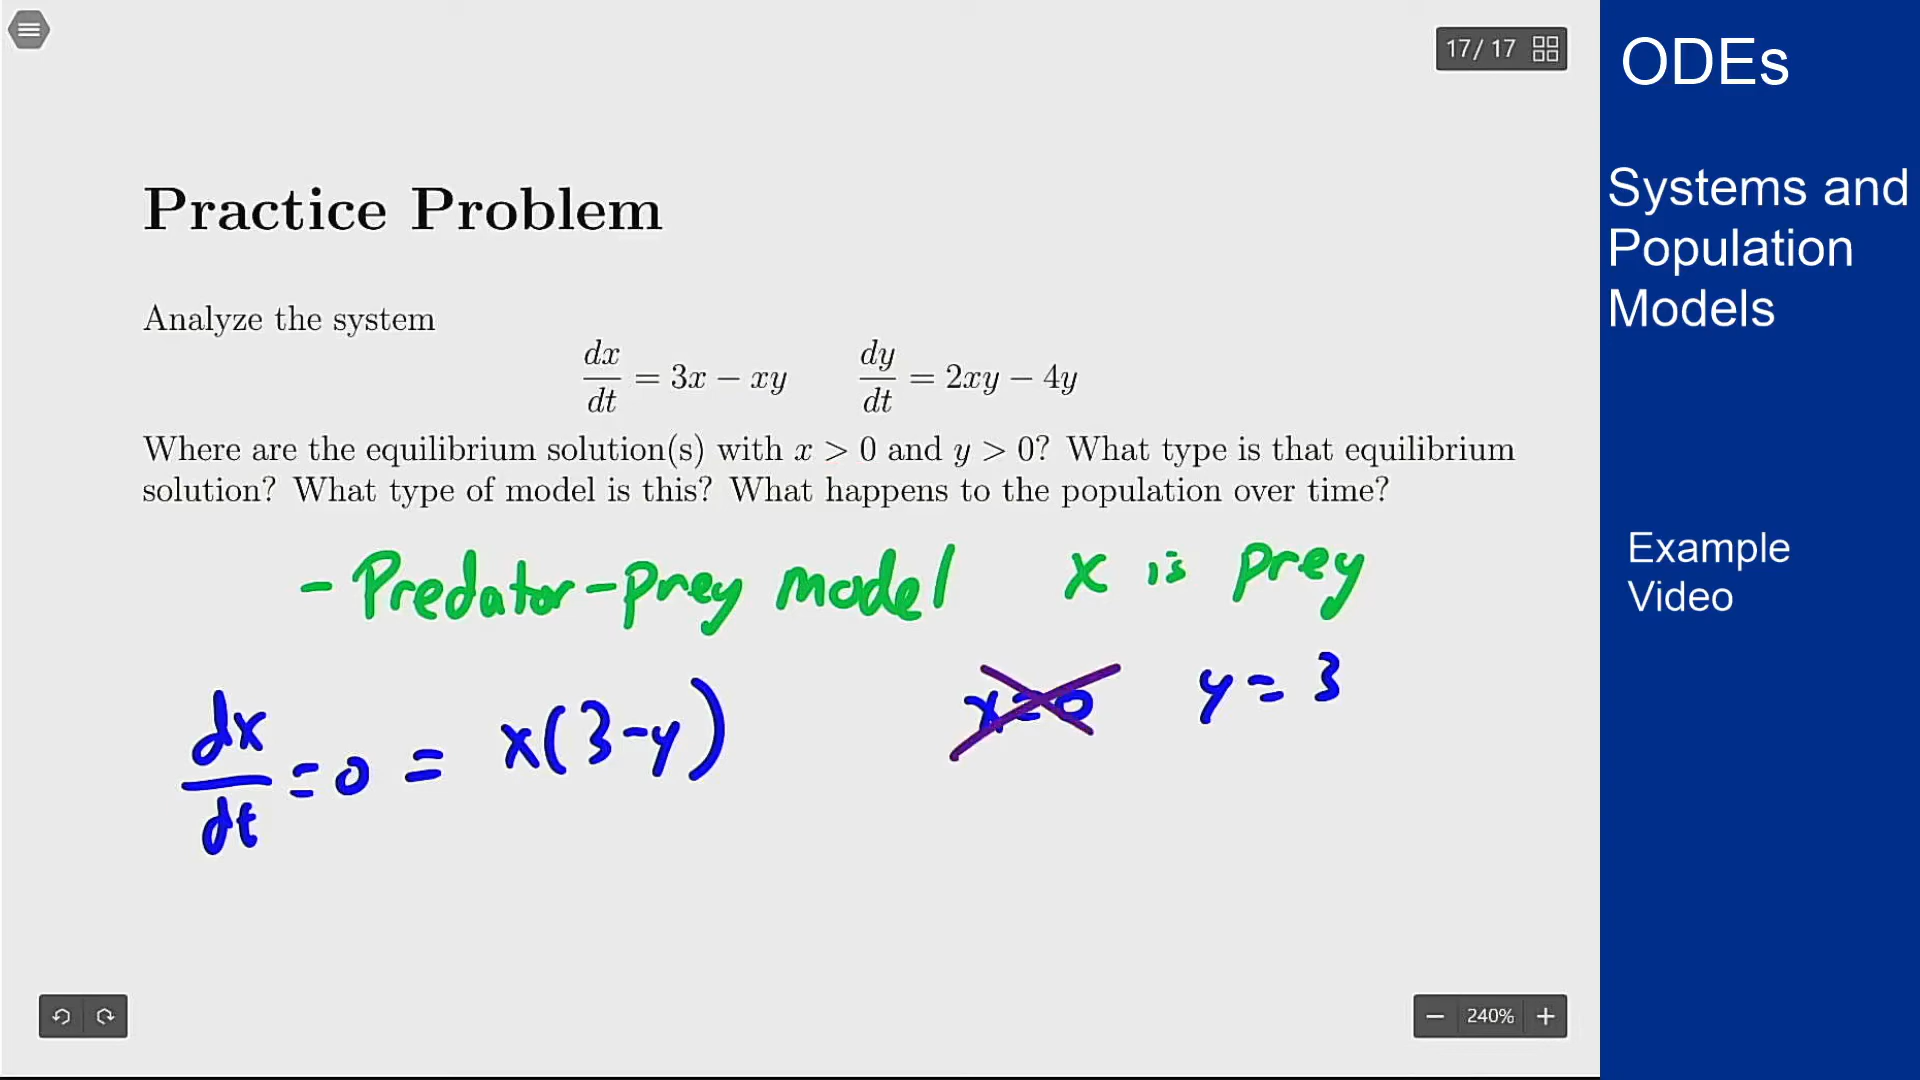 17/ 17
ODEs
Systems and
Population
Models
Example
Video
Practice Problem
Analyze the system
dx/dt = 3x − xy    dy/dt = 2xy − 4y
Where are the equilibrium solution(s) with x > 0 and y > 0? What type is that equilibrium
solution? What type of model is this? What happens to the population over time?
- Predator-prey model    x is prey
dx/dt = 0 = x(3-y)    x=0    y = 3
− 240% +